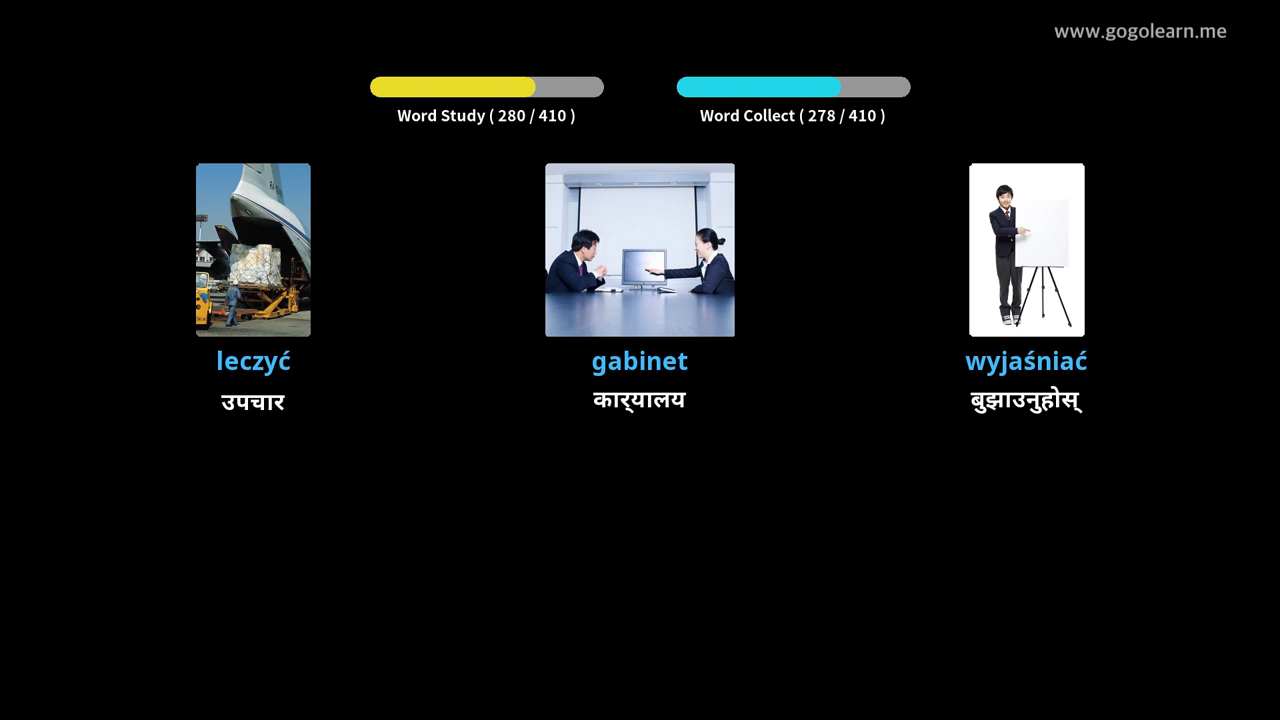 www.gogolearn.me
Word Study ( 280 / 410 )
Word Collect ( 278 / 410 )
leczyć
gabinet
wyjaśniać
उपचार
कार्‍यालय
बुझाउनुहोस्